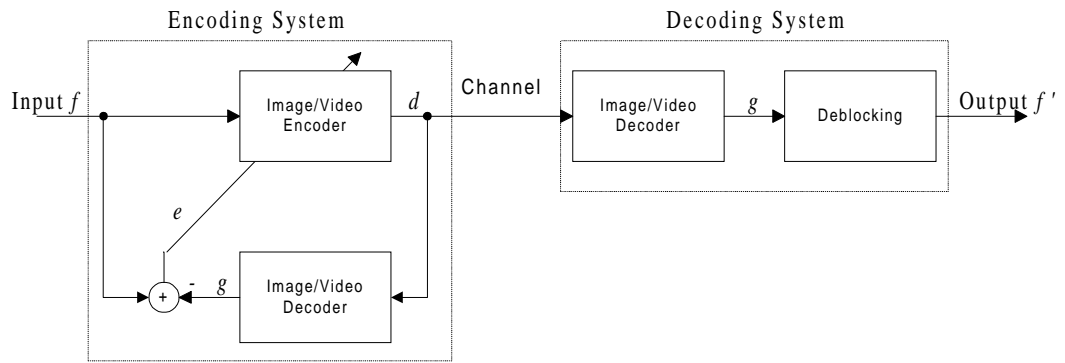 Encoding System
Decoding System
Input f
Image/Video
Encoder
d
Channel
Image/Video
Decoder
g
Deblocking
Output f '
e
+
-
g
Image/Video
Decoder